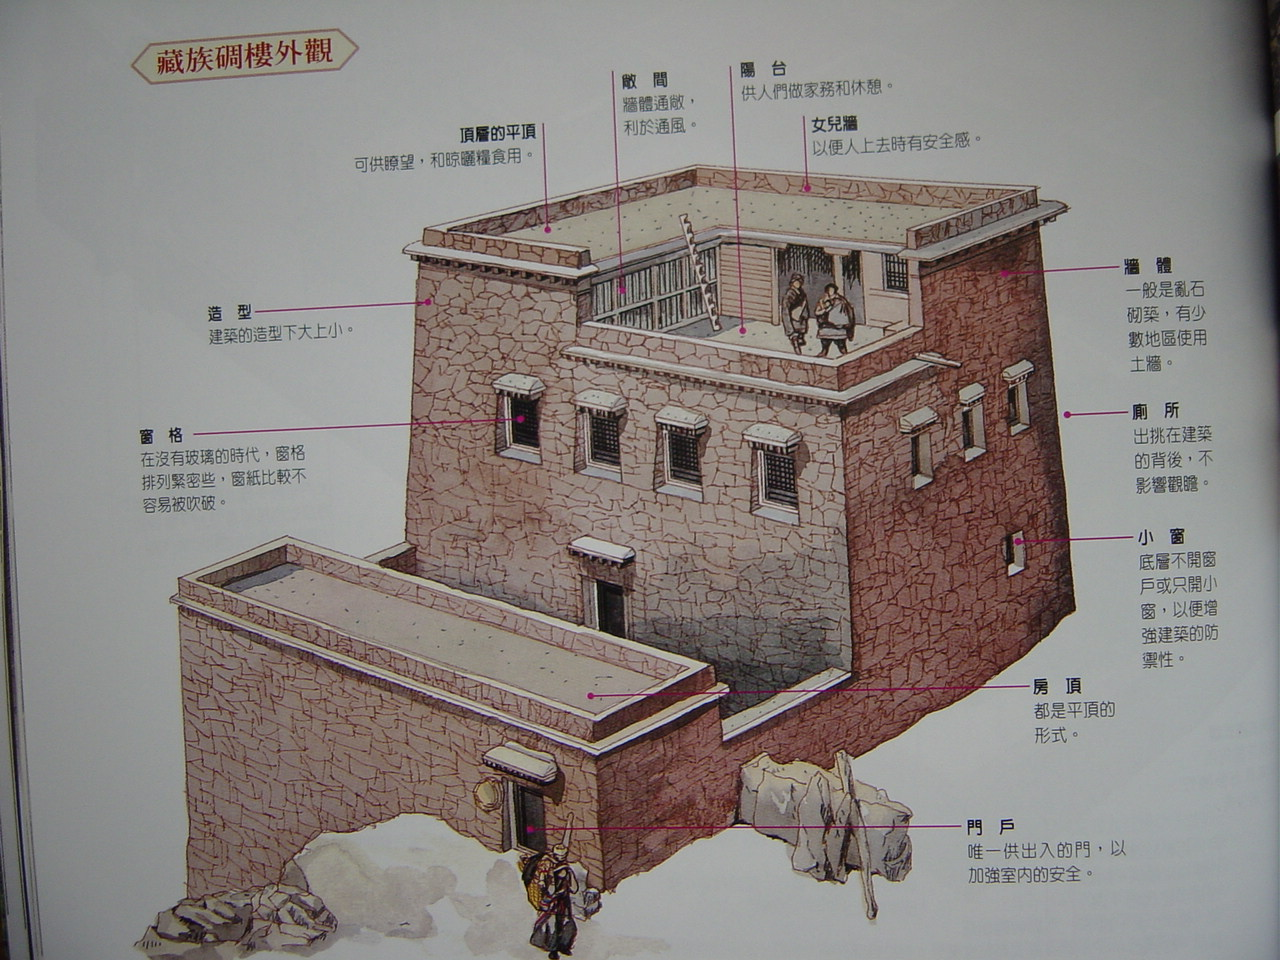 藏族碉樓外觀
敞間
牆體通敞，
利於通風。
陽台
供人們做家務和休憩。
頂層的平頂
可供瞭望，和晾曬糧食用。
女兒牆
以便人上去時有安全感。
造型
建築的造型下大上小。
牆體
一般是亂石
砌築，有少
數地區使用
土牆。
窗格
在沒有玻璃的時代，窗格
排列緊密些，窗紙比較不
容易被吹破。
廁所
出挑在建築
的背後，不
影響觀瞻。
小窗
底層不開窗
戶或只開小
窗，以便增
強建築的防
禦性。
房頂
都是平頂的
形式。
門戶
唯一供出入的門，以
加強室內的安全。